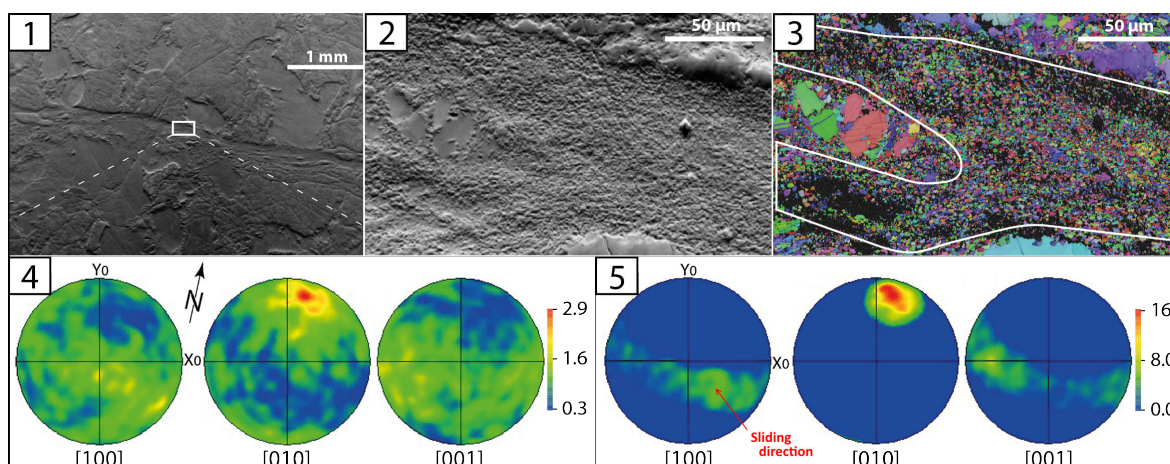 1
1 mm
2
50 µm
3
50 µm
4
Y₀
N
X₀
2.9
1.6
0.3
[100]
[010]
[001]
5
Y₀
X₀
16
8.0
0.0
Sliding
direction
[100]
[010]
[001]